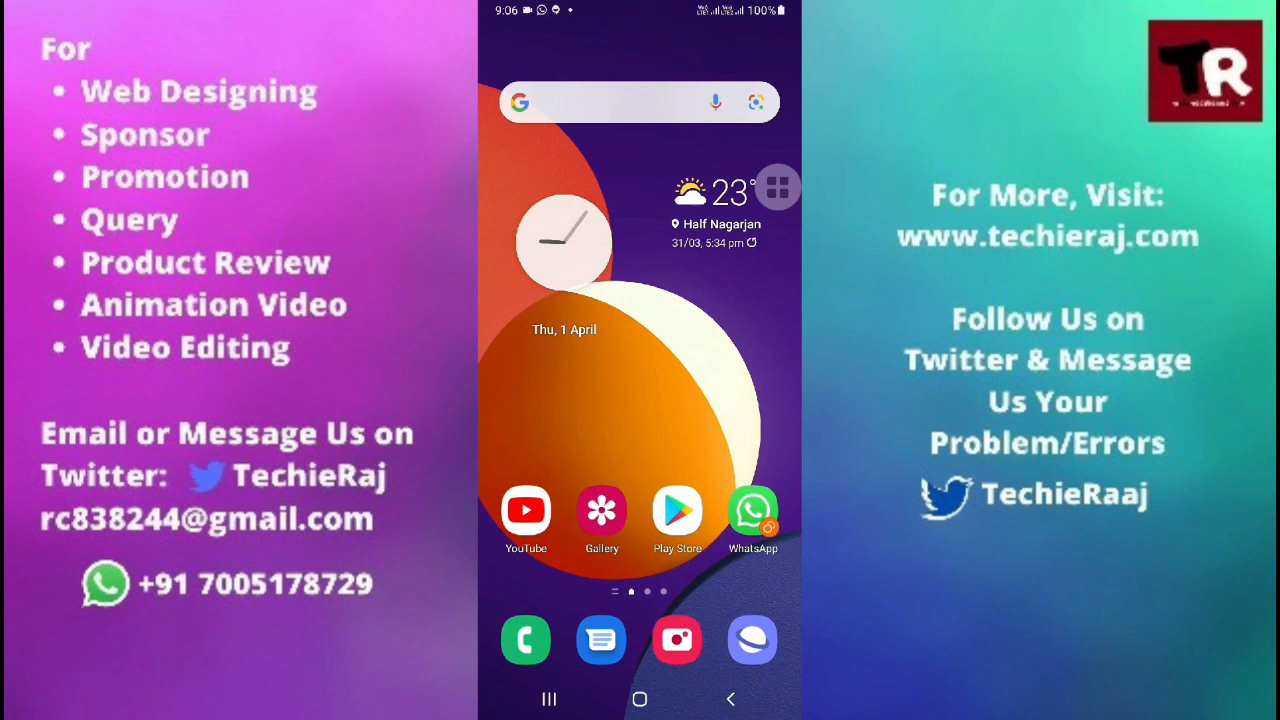 For
• Web Designing
• Sponsor
• Promotion
• Query
• Product Review
• Animation Video
• Video Editing
Email or Message Us on
Twitter: TechieRaj
rc838244@gmail.com
+91 7005178729
9:06
100%
23°
Half Nagarjan
31/03, 5:34 pm
Thu, 1 April
YouTube
Gallery
Play Store
WhatsApp
TR
For More, Visit:
www.techieraj.com
Follow Us on
Twitter & Message
Us Your
Problem/Errors
TechieRaaj